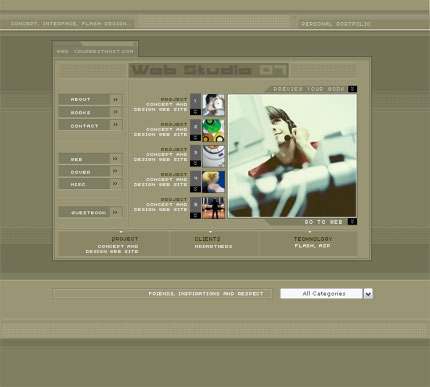 CONCEPT, INTERFACE, FLASH DESIGN...
PERSONAL PORTFOLIO
WWW. YOURBESTHOST.COM
Web Studio 07
PREVIEW YOUR WORK
ABOUT
WORKS
CONTACT
WEB
COVER
MISC
GUESTBOOK
PROJECT
CONCEPT AND
DESIGN WEB SITE
PROJECT
CONCEPT AND
DESIGN WEB SITE
PROJECT
CONCEPT AND
DESIGN WEB SITE
PROJECT
CONCEPT AND
DESIGN WEB SITE
PROJECT
CONCEPT AND
DESIGN WEB SITE
GO TO WEB
PROJECT
CONCEPT AND
DESIGN WEB SITE
CLIENTS
TECHNOLOGY
FLASH, ASP
FRIENDS, INSPIRATIONS AND RESPECT
All Categories